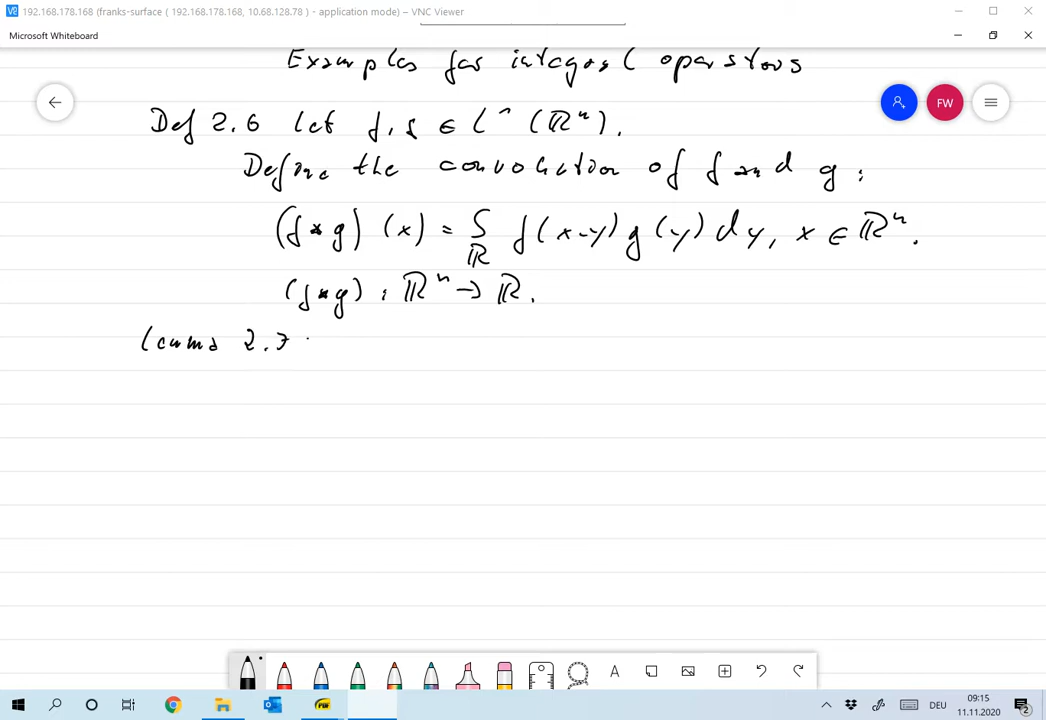 192.168.178.168 (franks-surface ( 192.168.178.168, 10.68.128.78 ) - application mode) – VNC Viewer
Microsoft Whiteboard
Examples for integral operators
FW
Def 2.6 Let f, g ∈ L¹ (ℝⁿ).
Define the convolution of f and g:
(f*g) (x) = ∫_ℝ f(x-y) g(y) dy, x ∈ ℝⁿ.
(f*g) : ℝⁿ → ℝ.
Lemma 2.7
A
DEU
09:15
11.11.2020
2